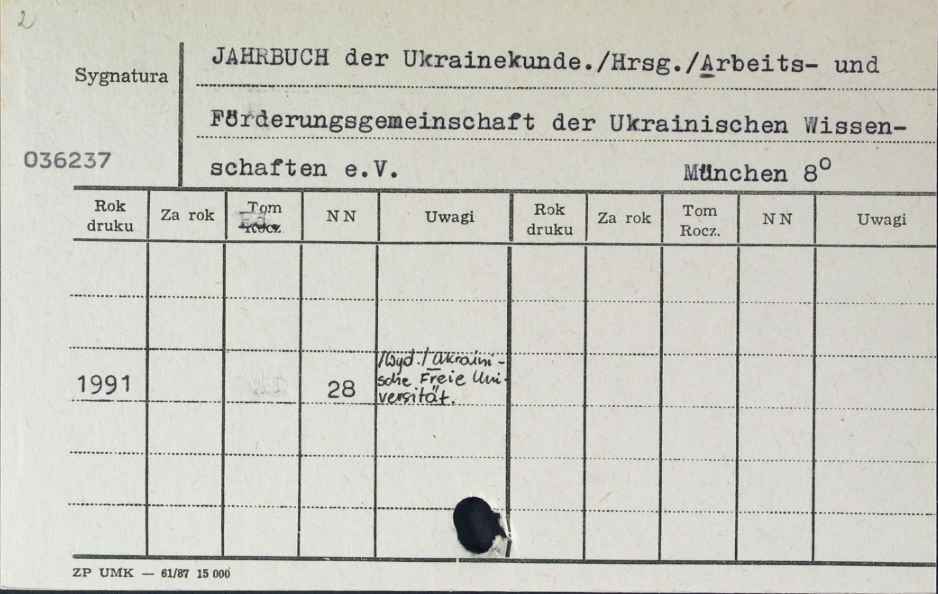 2
Sygnatura
JAHRBUCH der Ukrainekunde./Hrsg./Arbeits- und
Förderungsgemeinschaft der Ukrainischen Wissen-
036237
schaften e.V. München 8⁰
Rok druku Za rok Tom Rocz. N N Uwagi Rok druku Za rok Tom Rocz. N N Uwagi
/Wyd./ Ukraini-
1991 28 sche Freie Uni-
versität.
ZP UMK — 61/87 15 000